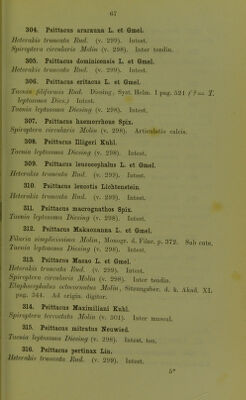 67
304. Psittacus ararauna L. et Gmel.
Heterakis truncata Rud. (v. 299). Intest.
Spiroptera circularis Molin (v. 298). Inter tendin.
305. Psittacus dominicensis L. et Gmel.
Heterakis truncata Rud. (v. 299). Intest.
306. Psittacus eritacus L. et Gmel.
Taenia filiformis Rud. Diesing, Syst. Helm. I pag. 521 (?= T.
leptosoma Dies.) Intest.
Taenia leptosoma Diesing (v. 298). Intest.
307. Psittacus haemorrhous Spix.
Spiroptera circularis Molin (v. 298). Articulatio calcis.
308. Psittacus Illigeri Kuhl.
Taenia leptosoma Diesing (v. 298). Intest.
309. Psittacus leucocephalus L. et Gmel.
Heterakis truncata Rud. (v. 299). Intest.
310. Psittacus leucotis Lichtenstein.
Heterakis truncata Rud. (v. 299). Intest.
311. Psittacus macrognathos Spix.
Taenia leptosoma Diesing (v. 298). Intest.
312. Psittacus Makaouanna L. et Gmel.
Filaria simplicissima Molin, Monogr. d. Filar. p. 372. Sub cute.
Taenia leptosoma Diesing (v. 298). Intest.
313. Psittacus Macao L. et Gmel.
Heterakis truncata Rud. (v. 299). Intest.
Spiroptera circularis Molin (v. 298). Inter tendin.
Elaphocephalus octocornutus Molin, Sitzungsber. d. k. Akad. XL
pag. 344. Ad origin. digitor.
314. Psittacus Maximiliani Kuhl.
Spiroptera tercostata Molin (v. 301). Inter muscul.
315. Psittacus mitratus Neuwied.
Taenia leptosoma Diesing (v. 298). Intest. ten.
316. Psittacus pertinax Lin.
Heterakis truncata Rud. (v. 299). Intest.
5*